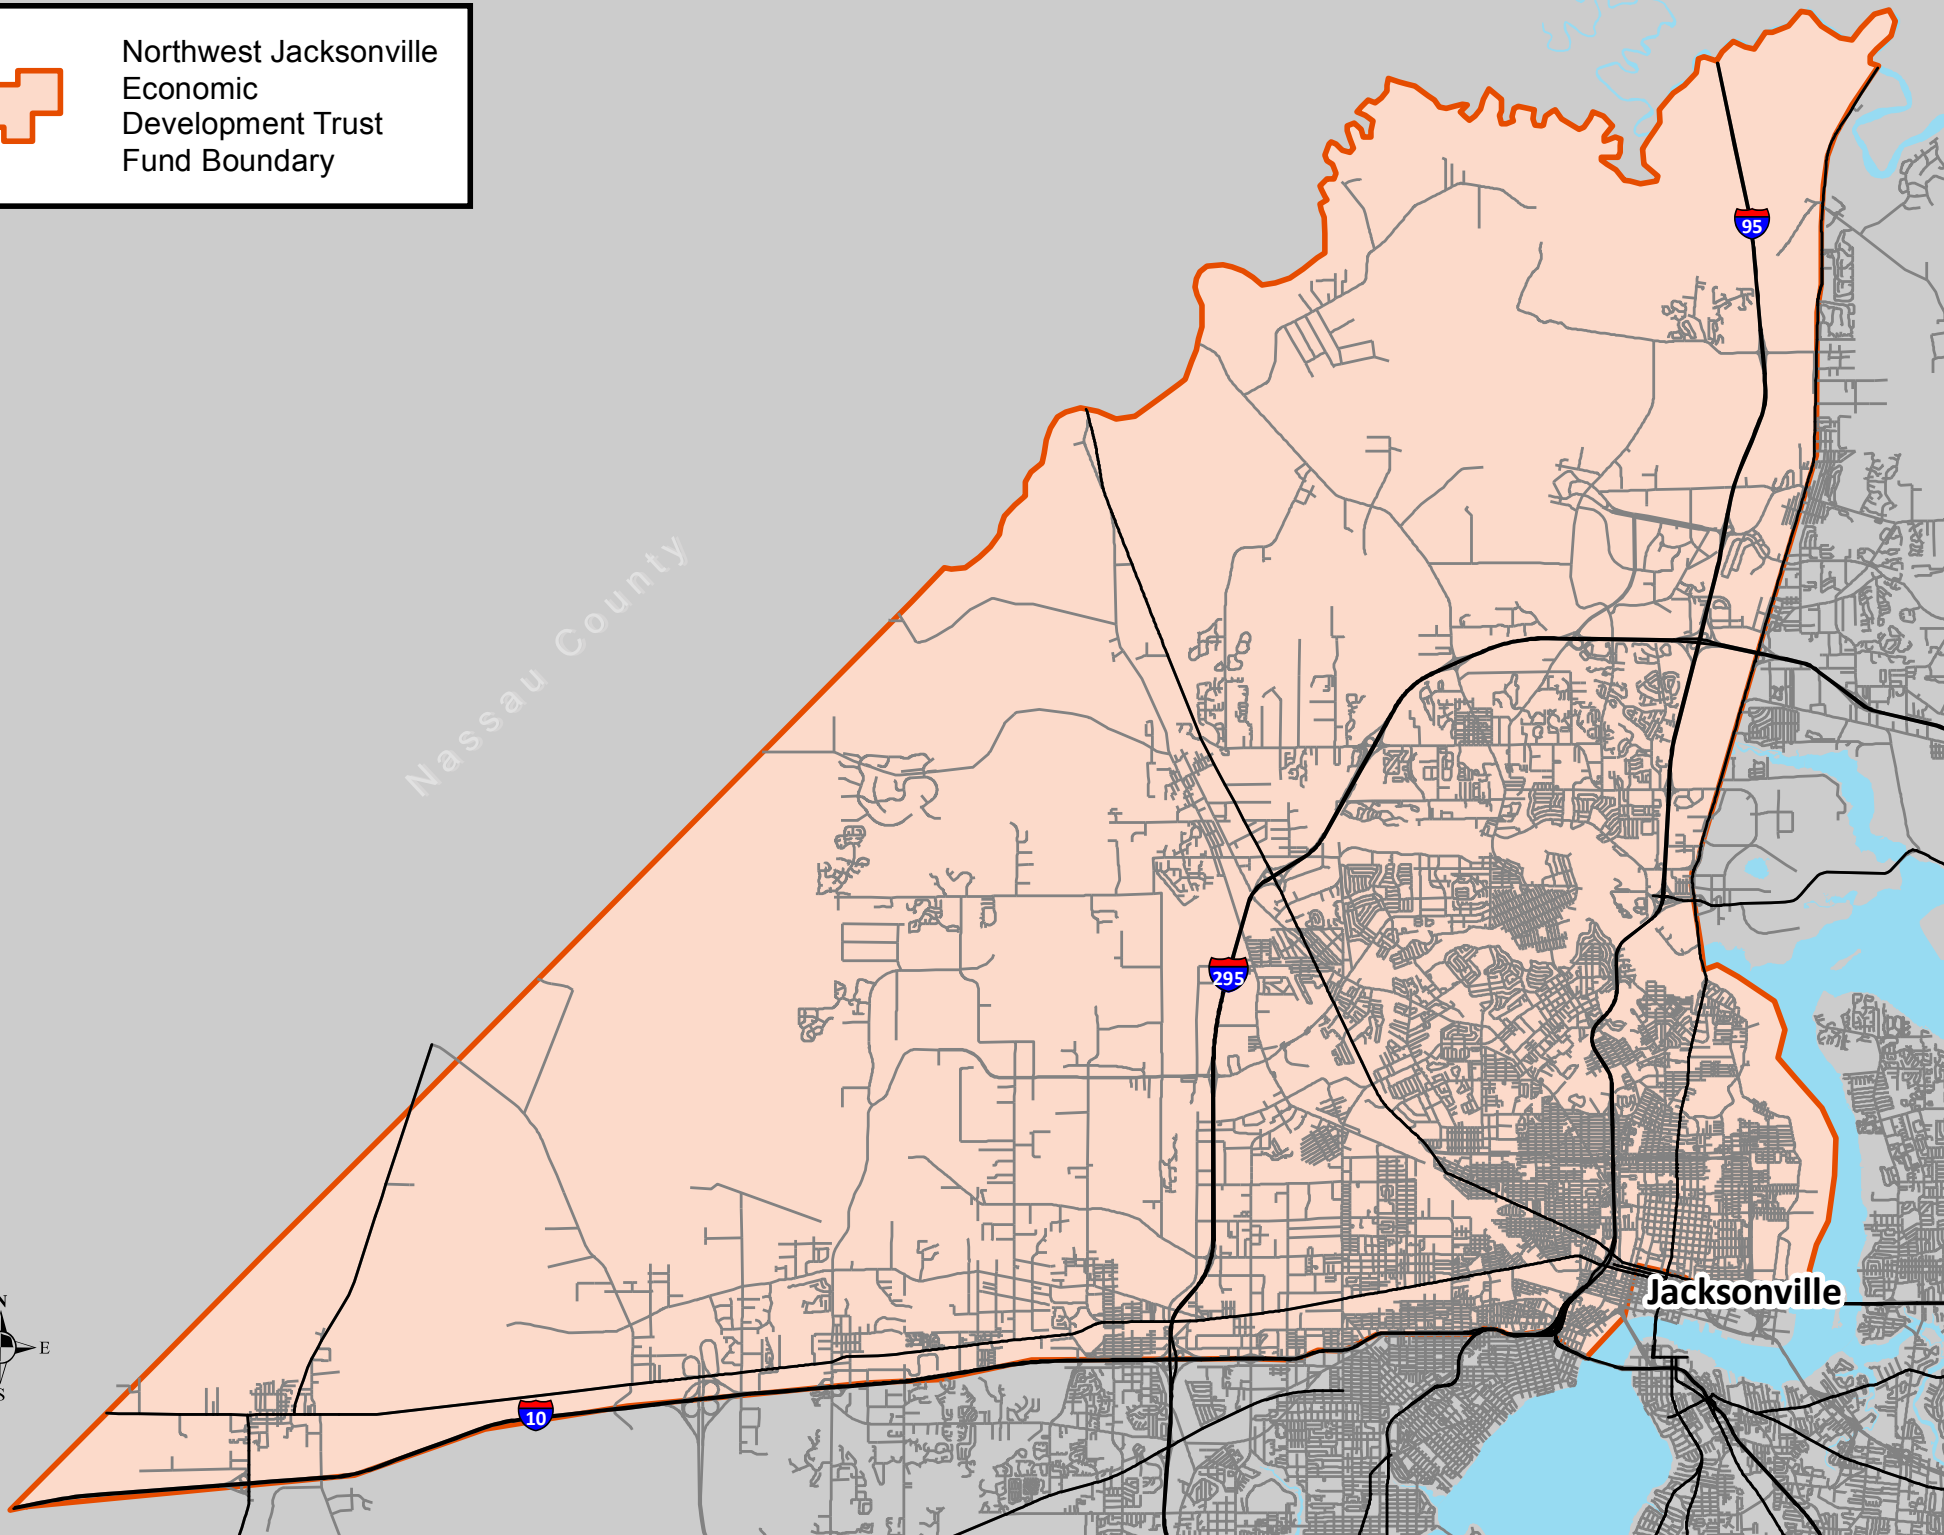 Northwest Jacksonville
Economic
Development Trust
Fund Boundary
95
Nassau County
295
Jacksonville
N
E
S
10